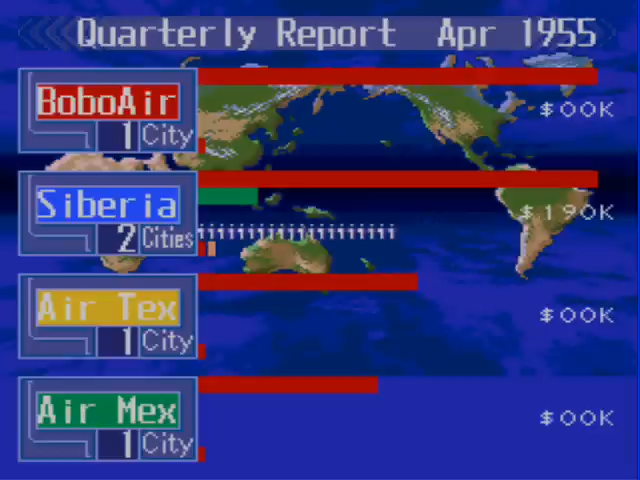 Quarterly Report Apr 1955
BoboAir
$00K
1 City
Siberia
$190K
2 Cities
Air Tex
$00K
1 City
Air Mex
$00K
1 City